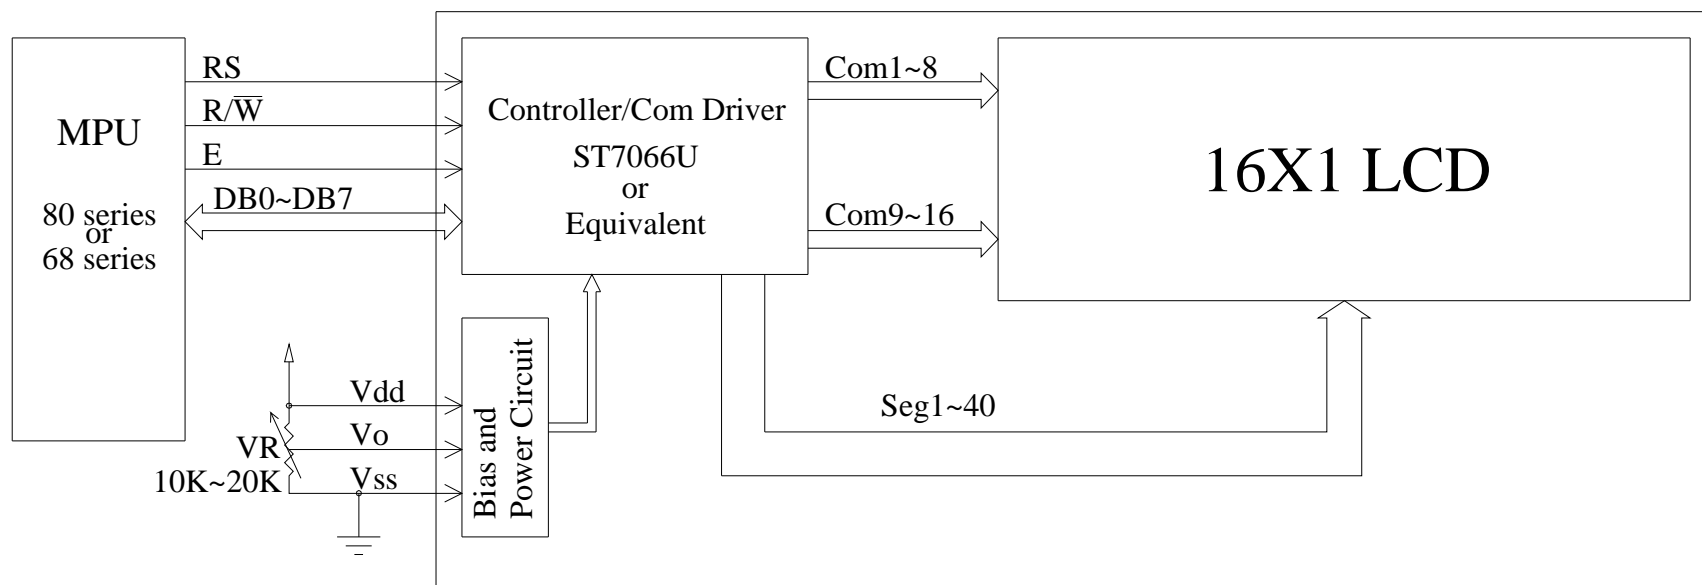 MPU
80 series
or
68 series
RS
R/W̅
E
DB0~DB7
Controller/Com Driver
ST7066U
or
Equivalent
Com1~8
Com9~16
16X1 LCD
Vdd
Vo
Vss
VR
10K~20K
Bias and
Power Circuit
Seg1~40